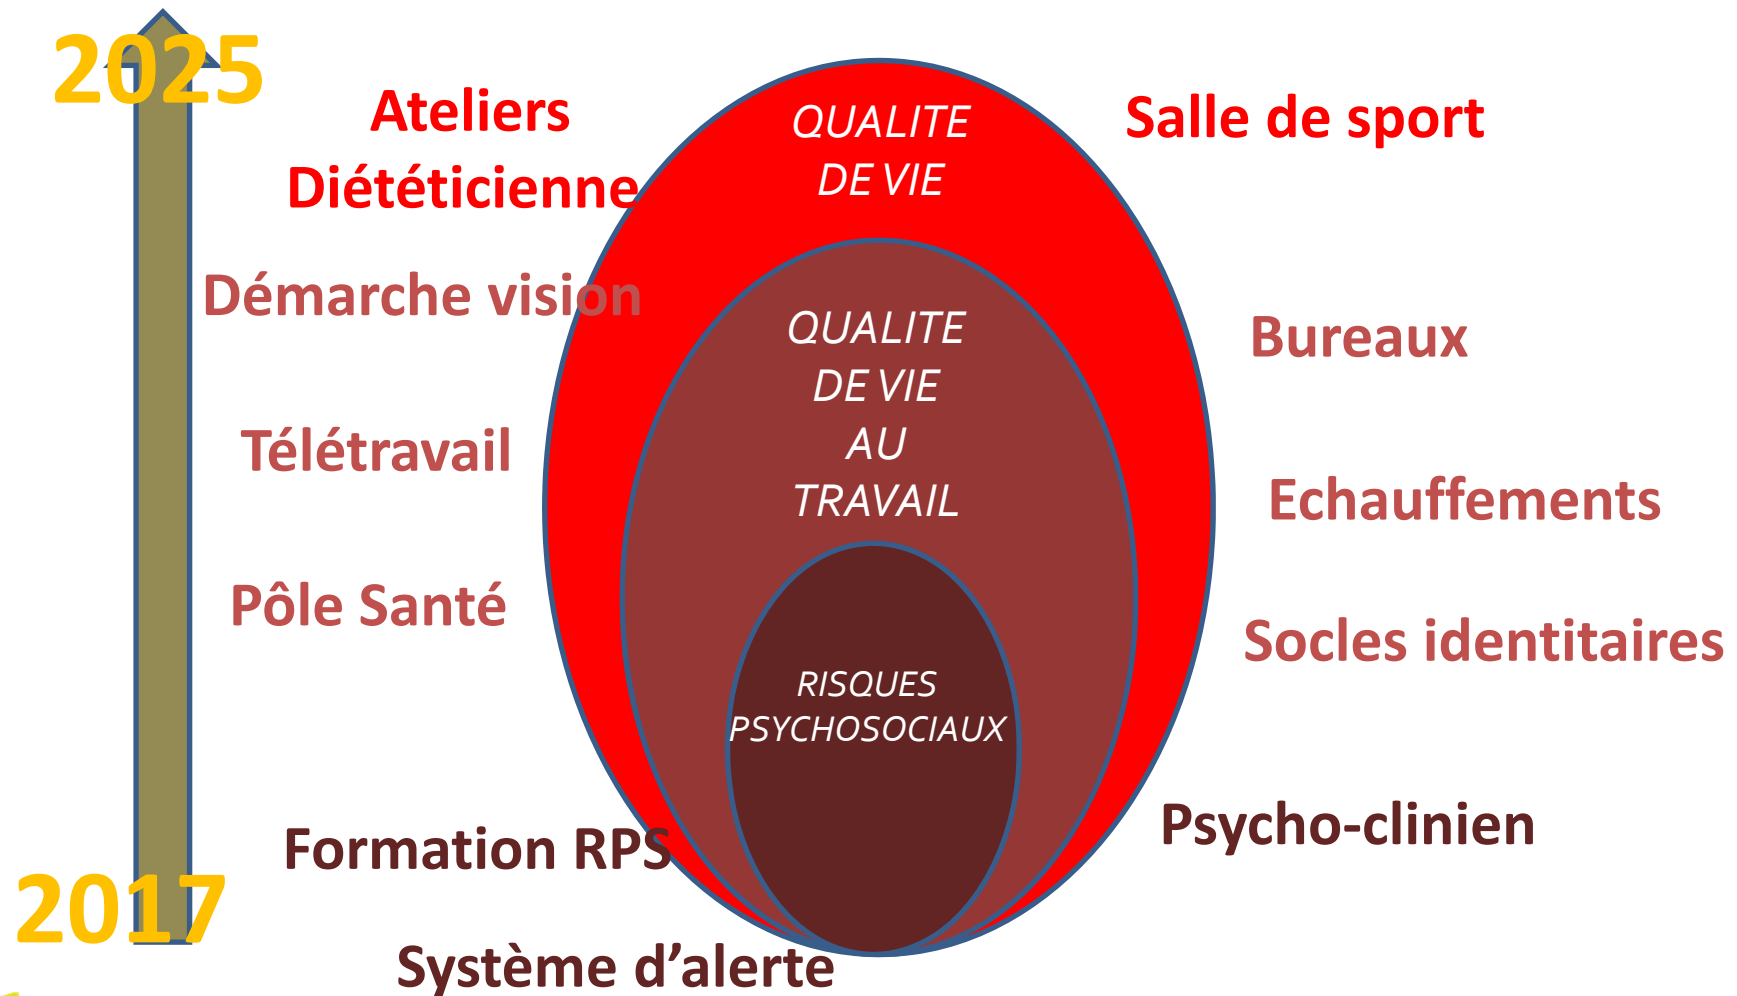 2025
Ateliers
Diététicienne
QUALITE
DE VIE
Salle de sport
Démarche vision
QUALITE
DE VIE
AU
TRAVAIL
Bureaux
Télétravail
Echauffements
Pôle Santé
Socles identitaires
RISQUES
PSYCHOSOCIAUX
Formation RPS
Psycho-clinien
2017
Système d’alerte